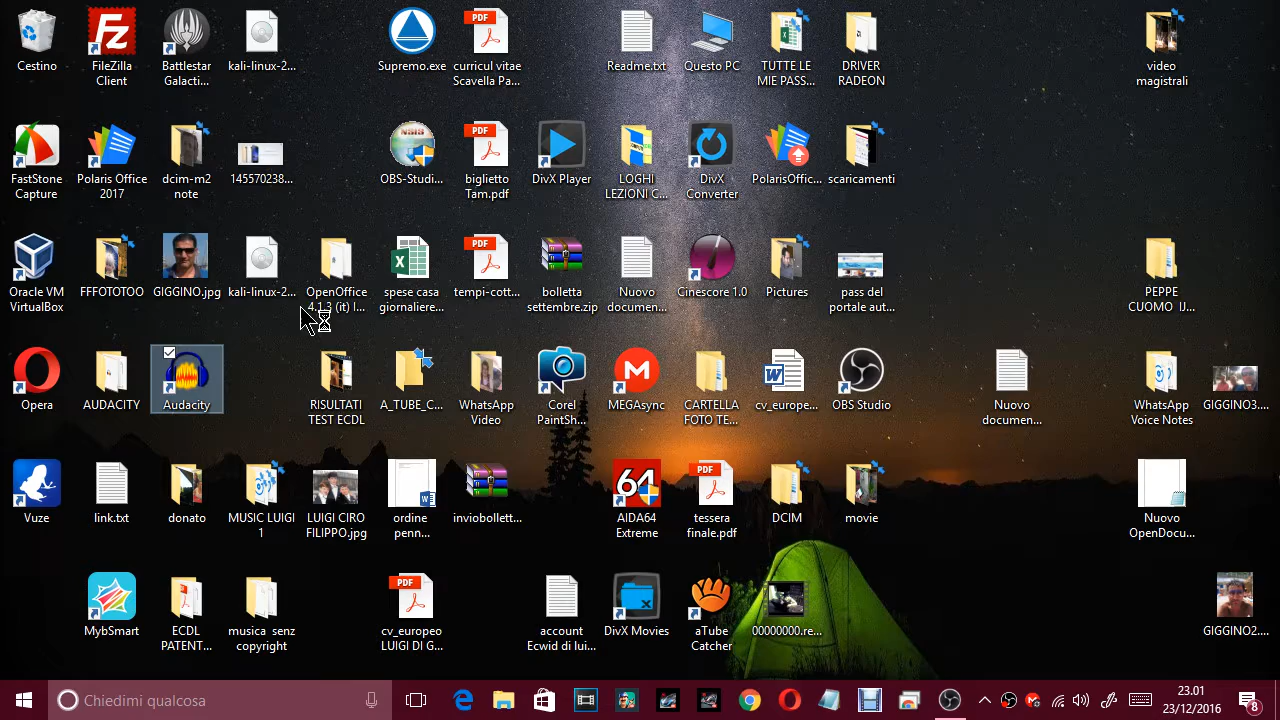 Cestino
FileZilla
Client
Battlestar
Galacti...
kali-linux-2...
Supremo.exe
PDF
curricul vitae
Scavella Pa...
Readme.txt
Questo PC
TUTTE LE
MIE PASS...
DRIVER
RADEON
video
magistrali
FastStone
Capture
Polaris Office
2017
dcim-m2
note
145570238...
NSIS
OBS-Studi...
PDF
biglietto
Tam.pdf
DivX Player
LOGHI
LEZIONI C...
DivX
Converter
PolarisOffic...
scaricamenti
Oracle VM
VirtualBox
FFFOTOTOO
GIGGINO.jpg
kali-linux-2...
OpenOffice
4.1.3 (it) I...
spese casa
giornaliere...
PDF
tempi-cott...
bolletta
settembre.zip
Nuovo
documen...
Cinescore 1.0
Pictures
pass del
portale aut...
PEPPE
CUOMO IJ...
Opera
AUDACITY
Audacity
RISULTATI
TEST ECDL
A_TUBE_C...
WhatsApp
Video
Corel
PaintSh...
MEGAsync
CARTELLA
FOTO TE...
cv_europe...
OBS Studio
Nuovo
documen...
WhatsApp
Voice Notes
GIGGINO3....
Vuze
link.txt
donato
MUSIC LUIGI
1
LUIGI CIRO
FILIPPO.jpg
ordine
penn...
inviobollett...
64
AIDA64
Extreme
PDF
tessera
finale.pdf
DCIM
movie
Nuovo
OpenDocu...
MybSmart
ECDL
PATENT...
musica senz
copyright
PDF
cv_europeo
LUIGI DI G...
account
Ecwid di lui...
DivX Movies
aTube
Catcher
00000000.re...
GIGGINO2....
Chiedimi qualcosa
23.01
23/12/2016
8